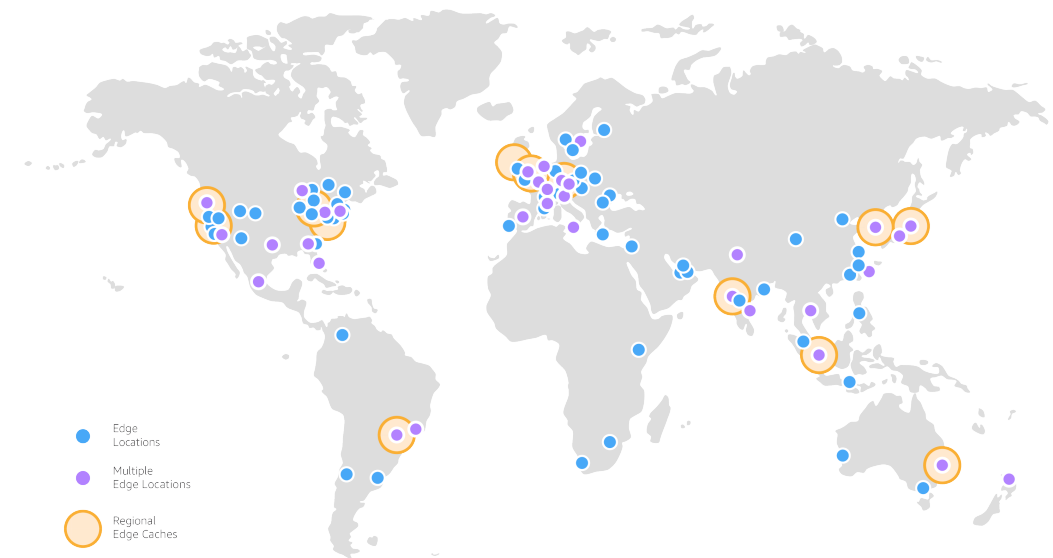 Edge
Locations
Multiple
Edge Locations
Regional
Edge Caches